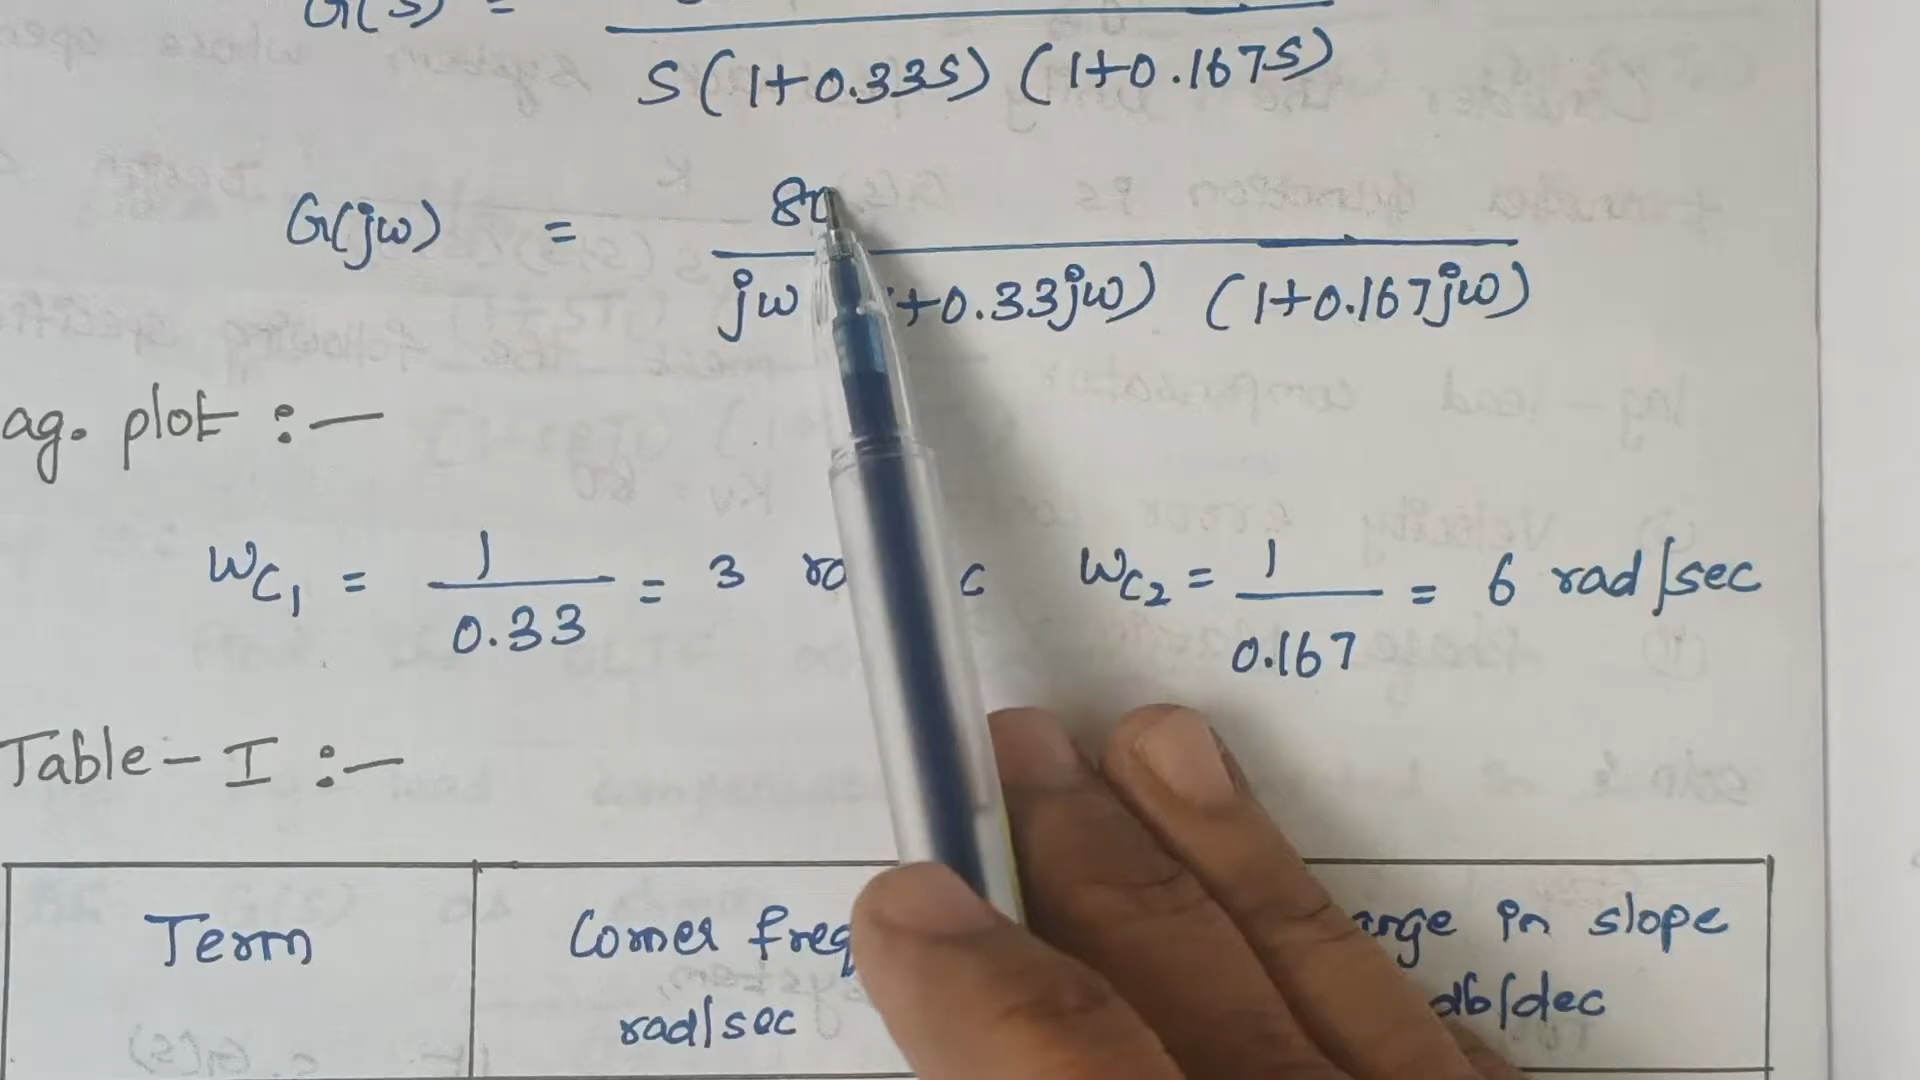 G(s) =
S(1+0.33S) (1+0.167S)
G(jω) = 80
jω +0.33jω) (1+0.167jω)
ag. plot :—
ωC1 = 1/0.33 = 3 ωC2 = 1/0.167 = 6 rad/sec
Table - I :—
Term Corner freq in slope
rad/sec db/dec